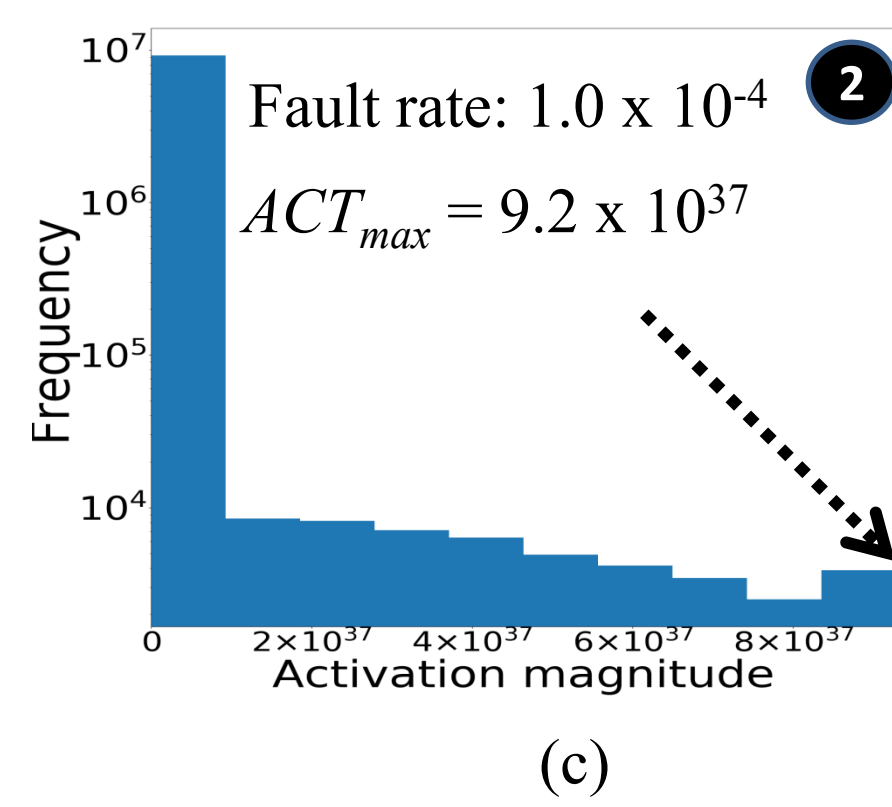 10⁷
2
Fault rate: 1.0 x 10⁻⁴
10⁶
ACTₘₐₓ = 9.2 x 10³⁷
Frequency
10⁵
10⁴
0 2×10³⁷ 4×10³⁷ 6×10³⁷ 8×10³⁷
Activation magnitude
(c)